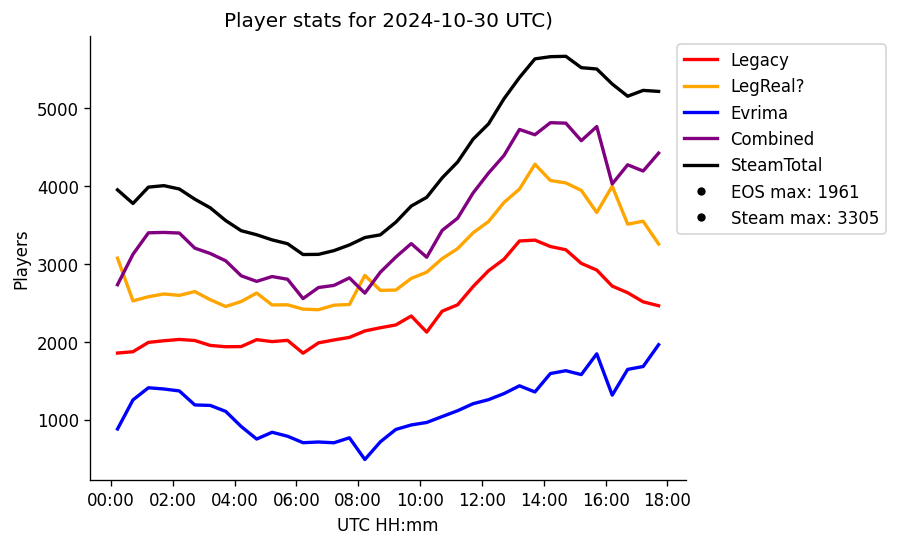 Player stats for 2024-10-30 UTC)
Legacy
LegReal?
Evrima
Combined
SteamTotal
EOS max: 1961
Steam max: 3305
Players
5000
4000
3000
2000
1000
00:00 02:00 04:00 06:00 08:00 10:00 12:00 14:00 16:00 18:00
UTC HH:mm